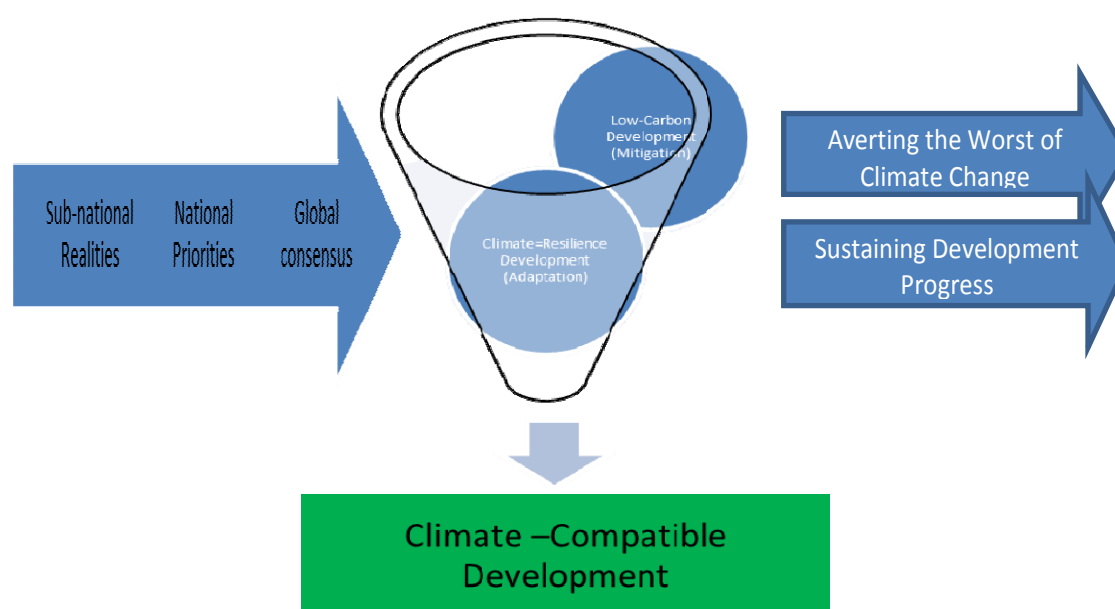 Sub-national
Realities
National
Priorities
Global
consensus
Low-Carbon
Development
(Mitigation)
Climate=Resilience
Development
(Adaptation)
Averting the Worst of
Climate Change
Sustaining Development
Progress
Climate –Compatible
Development